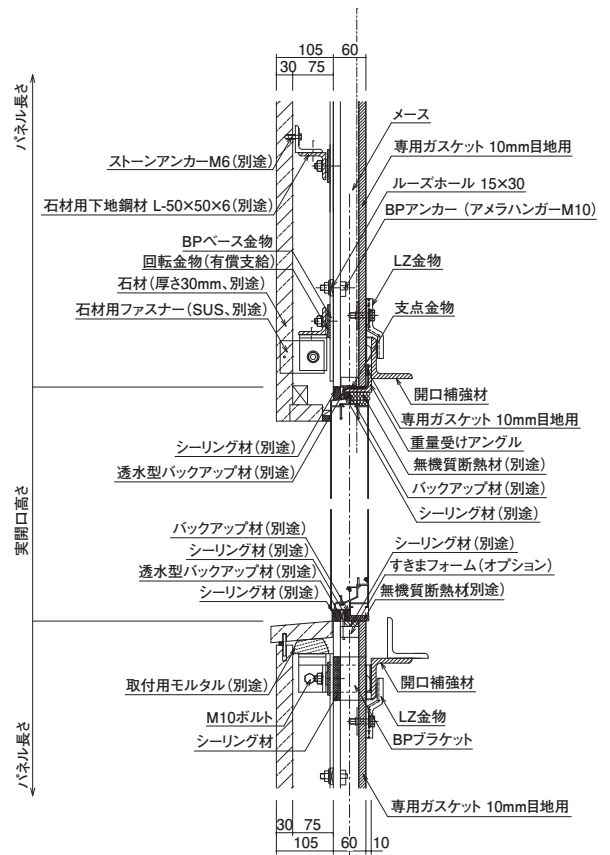 105 60
30 75
パネル長さ
メース
ストーンアンカーM6(別途)
専用ガスケット 10mm目地用
ルーズホール 15×30
石材用下地鋼材 L-50×50×6(別途)
BPアンカー (アメラハンガーM10)
BPベース金物
LZ金物
回転金物(有償支給)
石材(厚さ30mm、別途)
支点金物
石材用ファスナー(SUS、別途)
開口補強材
専用ガスケット 10mm目地用
シーリング材(別途)
重量受けアングル
透水型バックアップ材(別途)
無機質断熱材(別途)
バックアップ材(別途)
シーリング材(別途)
実開口高さ
バックアップ材(別途)
シーリング材(別途)
シーリング材(別途)
すきまフォーム(オプション)
透水型バックアップ材(別途)
無機質断熱材(別途)
シーリング材(別途)
取付用モルタル(別途)
開口補強材
M10ボルト
LZ金物
シーリング材
BPブラケット
パネル長さ
専用ガスケット 10mm目地用
30 75
105 60 10